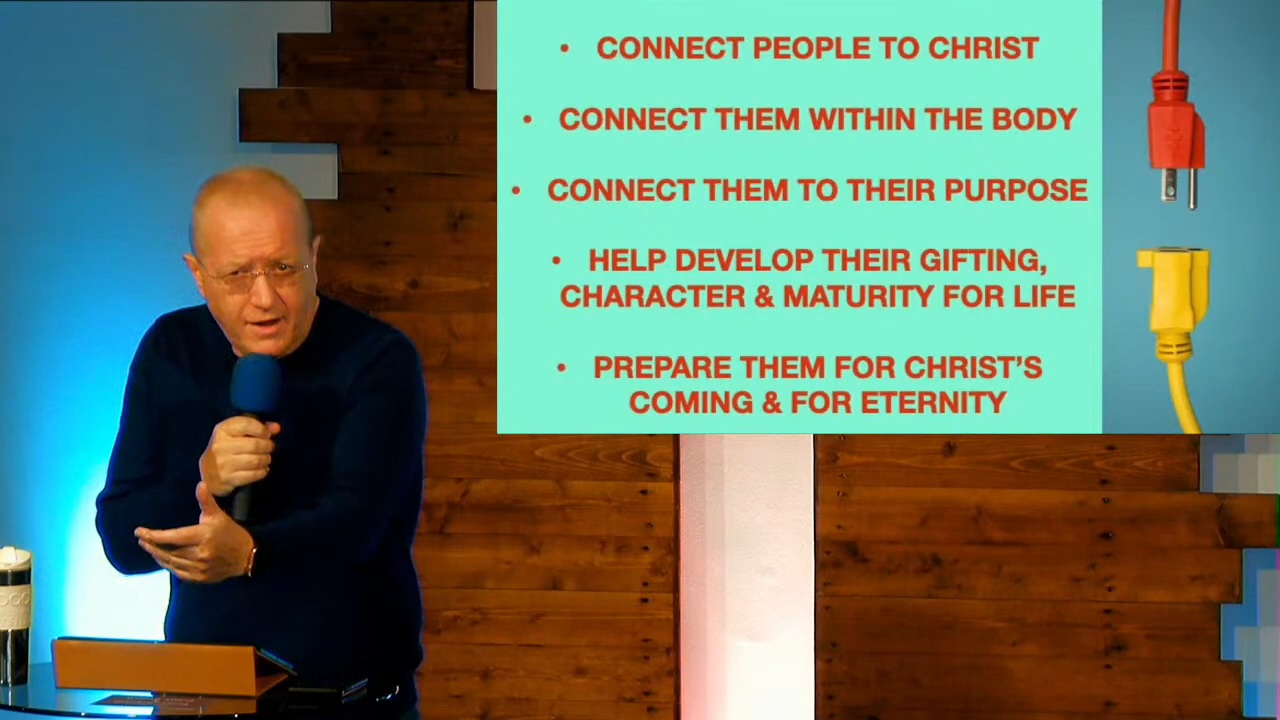 • CONNECT PEOPLE TO CHRIST
• CONNECT THEM WITHIN THE BODY
• CONNECT THEM TO THEIR PURPOSE
• HELP DEVELOP THEIR GIFTING,
CHARACTER & MATURITY FOR LIFE
• PREPARE THEM FOR CHRIST’S
COMING & FOR ETERNITY